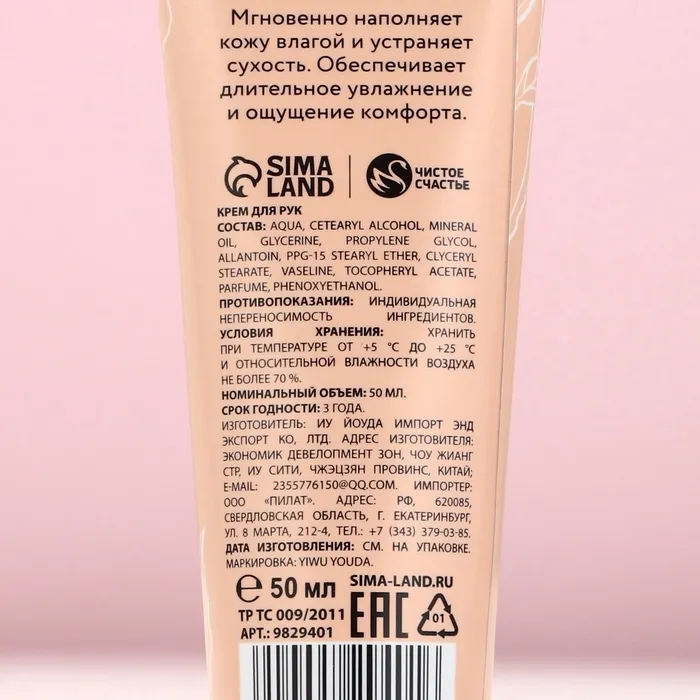 Мгновенно наполняет
кожу влагой и устраняет
сухость. Обеспечивает
длительное увлажнение
и ощущение комфорта.
SIMA
LAND
ЧИСТОЕ
СЧАСТЬЕ
КРЕМ ДЛЯ РУК
СОСТАВ: AQUA, CETEARYL ALCOHOL, MINERAL
OIL, GLYCERINE, PROPYLENE GLYCOL,
ALLANTOIN, PPG-15 STEARYL ETHER, GLYCERYL
STEARATE, VASELINE, TOCOPHERYL ACETATE,
PARFUME, PHENOXYETHANOL.
ПРОТИВОПОКАЗАНИЯ: ИНДИВИДУАЛЬНАЯ
НЕПЕРЕНОСИМОСТЬ ИНГРЕДИЕНТОВ.
УСЛОВИЯ ХРАНЕНИЯ: ХРАНИТЬ
ПРИ ТЕМПЕРАТУРЕ ОТ +5 °С ДО +25 °С
И ОТНОСИТЕЛЬНОЙ ВЛАЖНОСТИ ВОЗДУХА
НЕ БОЛЕЕ 70 %.
НОМИНАЛЬНЫЙ ОБЪЕМ: 50 МЛ.
СРОК ГОДНОСТИ: 3 ГОДА.
ИЗГОТОВИТЕЛЬ: ИУ ЙОУДА ИМПОРТ ЭНД
ЭКСПОРТ КО, ЛТД. АДРЕС ИЗГОТОВИТЕЛЯ:
ЭКОНОМИК ДЕВЕЛОПМЕНТ ЗОН, ЧОУ ЖИАНГ
СТР, ИУ СИТИ, ЧЖЭЦЗЯН ПРОВИНС, КИТАЙ;
E-MAIL: 2355776150@QQ.COM. ИМПОРТЕР:
ООО «ПИЛАТ». АДРЕС: РФ, 620085,
СВЕРДЛОВСКАЯ ОБЛАСТЬ, Г. ЕКАТЕРИНБУРГ,
УЛ. 8 МАРТА, 212-4, ТЕЛ.: +7 (343) 379-03-85.
ДАТА ИЗГОТОВЛЕНИЯ: СМ. НА УПАКОВКЕ.
МАРКИРОВКА: YIWU YOUDA.
℮ 50 МЛ
SIMA-LAND.RU
ТР ТС 009/2011
АРТ.: 9829401
EAC
01